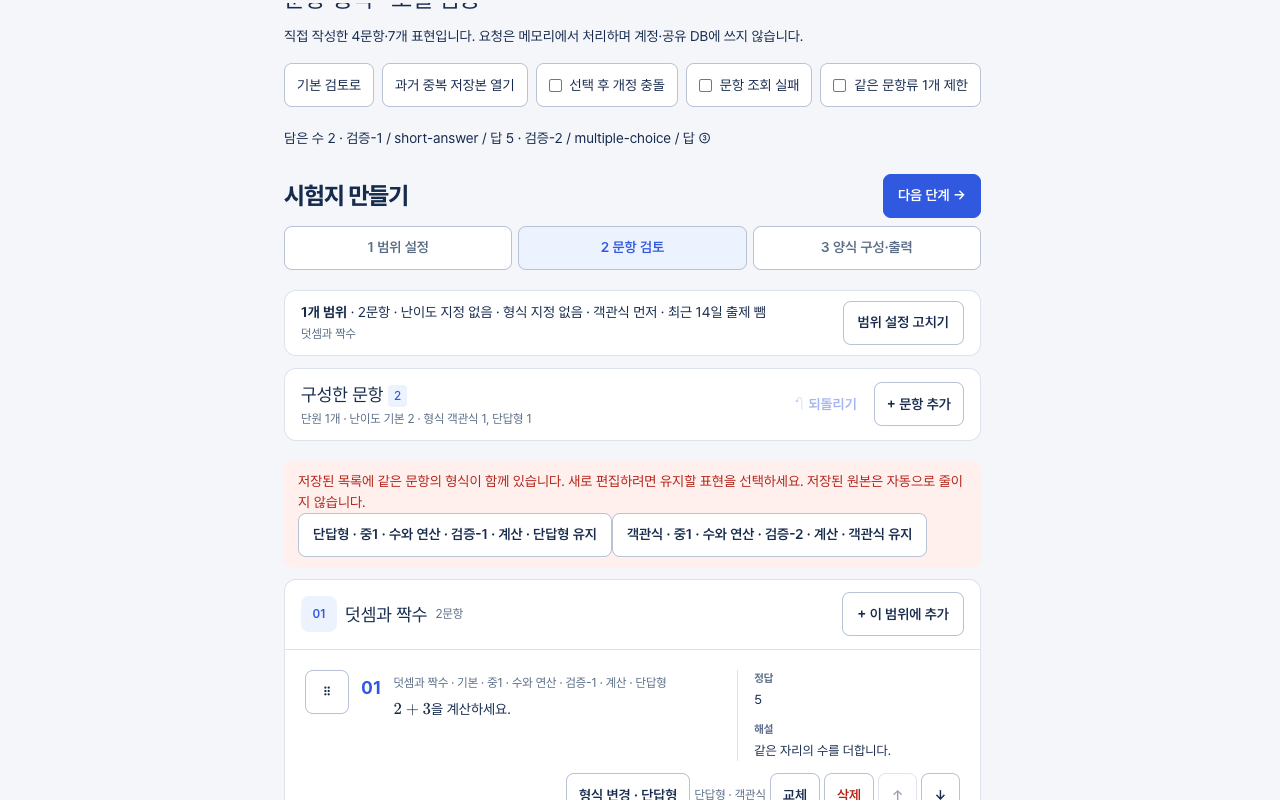 직접 작성한 4문항·7개 표현입니다. 요청은 메모리에서 처리하며 계정·공유 DB에 쓰지 않습니다.
기본 검토로
과거 중복 저장본 열기
선택 후 개정 충돌
문항 조회 실패
같은 문항류 1개 제한
담은 수 2 · 검증-1 / short-answer / 답 5 · 검증-2 / multiple-choice / 답 ③
시험지 만들기
다음 단계 →
1 범위 설정
2 문항 검토
3 양식 구성·출력
1개 범위 · 2문항 · 난이도 지정 없음 · 형식 지정 없음 · 객관식 먼저 · 최근 14일 출제 뺌
덧셈과 짝수
범위 설정 고치기
구성한 문항 2
단원 1개 · 난이도 기본 2 · 형식 객관식 1, 단답형 1
되돌리기
+ 문항 추가
저장된 목록에 같은 문항의 형식이 함께 있습니다. 새로 편집하려면 유지할 표현을 선택하세요. 저장된 원본은 자동으로 줄이
지 않습니다.
단답형 · 중1 · 수와 연산 · 검증-1 · 계산 · 단답형 유지
객관식 · 중1 · 수와 연산 · 검증-2 · 계산 · 객관식 유지
01 덧셈과 짝수 2문항
+ 이 범위에 추가
01
덧셈과 짝수 · 기본 · 중1 · 수와 연산 · 검증-1 · 계산 · 단답형
2 + 3을 계산하세요.
정답
5
해설
같은 자리의 수를 더합니다.
형식 변경 · 단답형
단답형 · 객관식
교체
삭제
↑
↓